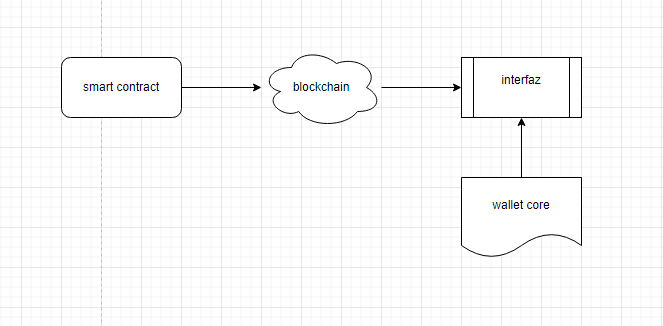 smart contract
blockchain
interfaz
wallet core